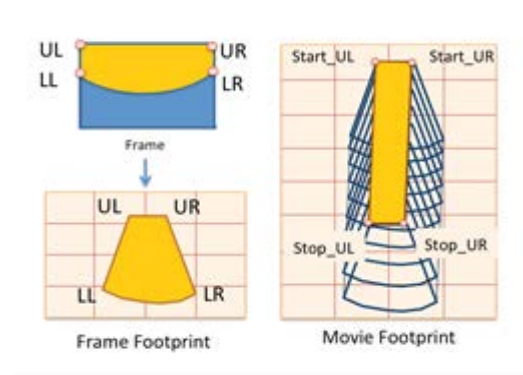 UL UR
LL LR
Frame
UL UR
LL LR
Frame Footprint
Start_UL Start_UR
Stop_UL Stop_UR
Movie Footprint